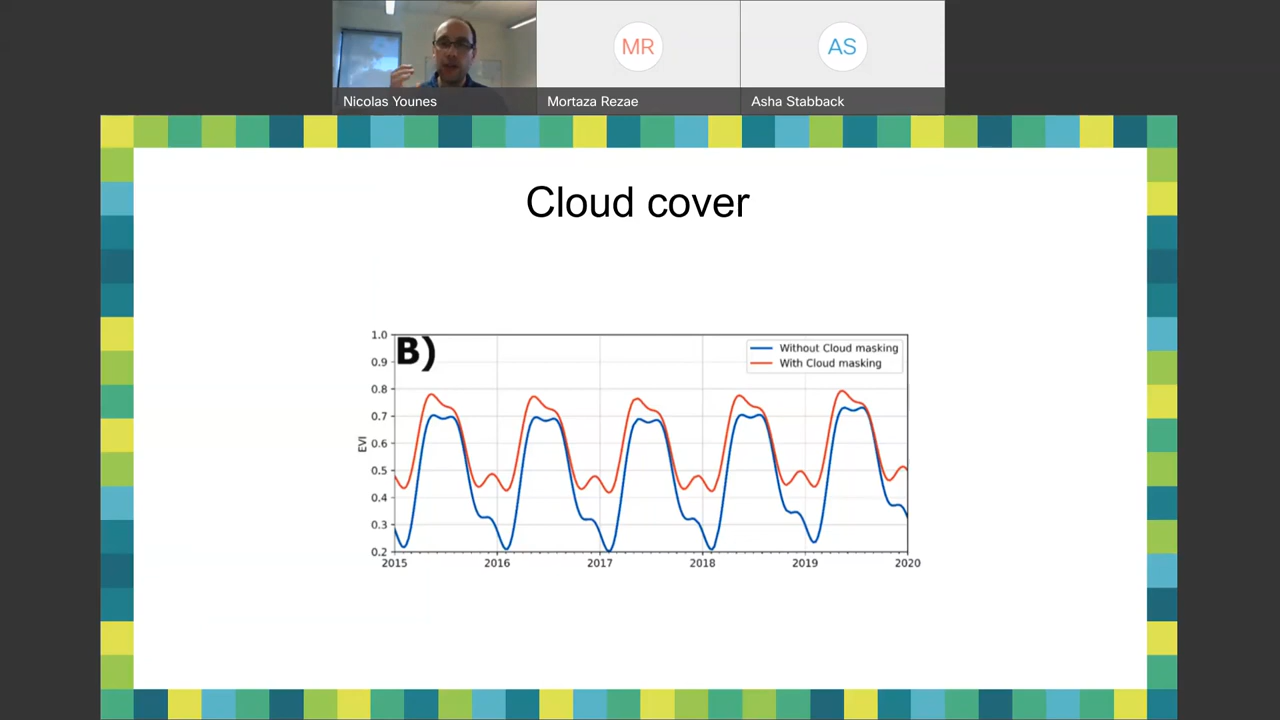 MR
AS
Nicolas Younes
Mortaza Rezae
Asha Stabback
Cloud cover
B)
Without Cloud masking
With Cloud masking
EVI
1.0
0.9
0.8
0.7
0.6
0.5
0.4
0.3
0.2
2015 2016 2017 2018 2019 2020